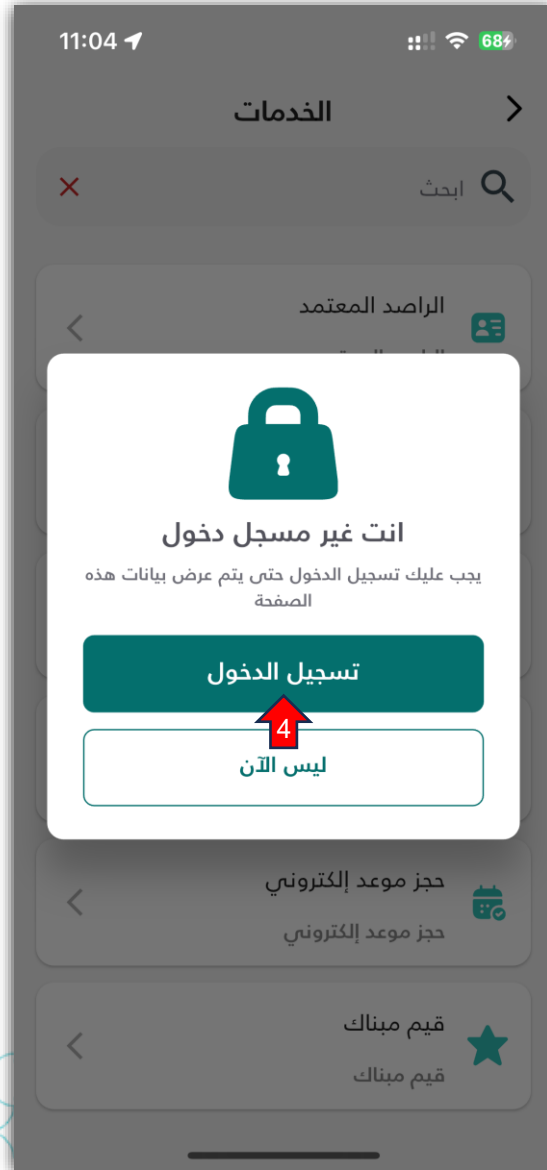 11:04
68
الخدمات
ابحث
الراصد المعتمد
انت غير مسجل دخول
يجب عليك تسجيل الدخول حتى يتم عرض بيانات هذه
الصفحة
تسجيل الدخول
4
ليس الآن
حجز موعد إلكتروني
حجز موعد إلكتروني
قيم مبناك
قيم مبناك